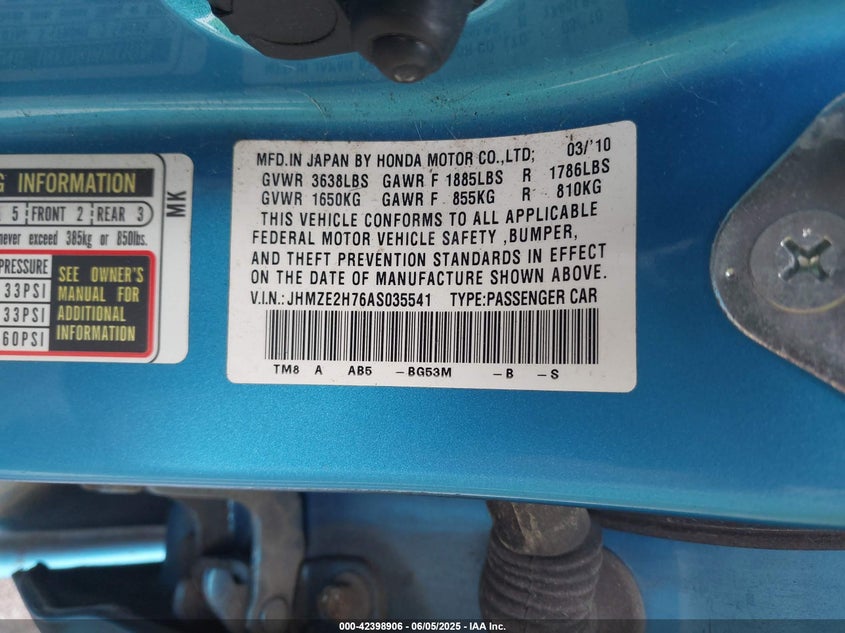 G INFORMATION
5 FRONT 2 REAR 3
never exceed 385kg or 850lbs.
PRESSURE
33PSI
33PSI
60PSI
SEE OWNER'S
MANUAL FOR
ADDITIONAL
INFORMATION
MK
MFD.IN JAPAN BY HONDA MOTOR CO.,LTD; 03/'10
GVWR 3638LBS GAWR F 1885LBS R 1786LBS
GVWR 1650KG GAWR F 855KG R 810KG
THIS VEHICLE CONFORMS TO ALL APPLICABLE
FEDERAL MOTOR VEHICLE SAFETY ,BUMPER,
AND THEFT PREVENTION STANDARDS IN EFFECT
ON THE DATE OF MANUFACTURE SHOWN ABOVE.
V.I.N.:JHMZE2H76AS035541 TYPE:PASSENGER CAR
TM8 A AB5 -BG53M -B -S
000-42398906 - 06/05/2025 - IAA Inc.